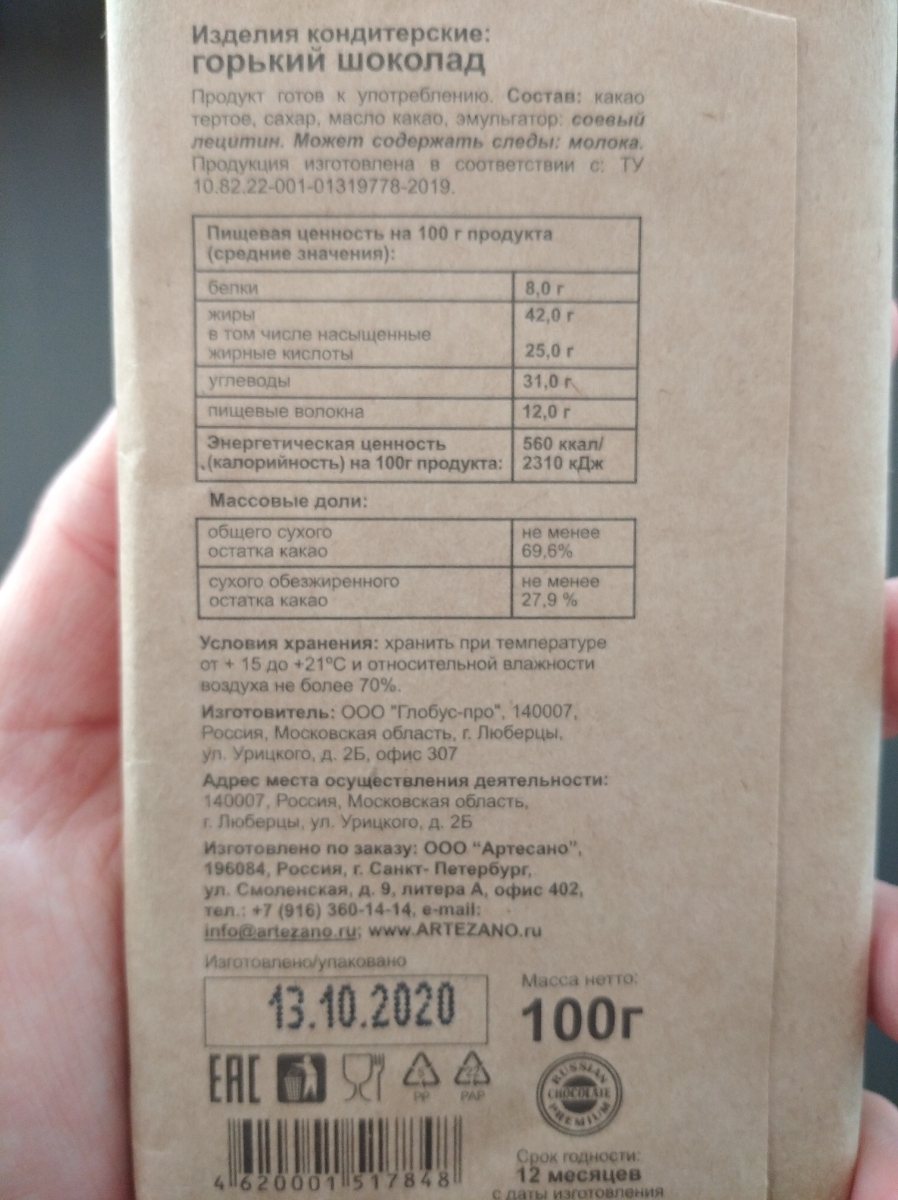 Изделия кондитерские:
горький шоколад
Продукт готов к употреблению. Состав: какао
тертое, сахар, масло какао, эмульгатор: соевый
лецитин. Может содержать следы: молока.
Продукция изготовлена в соответствии с: ТУ
10.82.22-001-01319778-2019.
Пищевая ценность на 100 г продукта
(средние значения):
белки 8,0 г
жиры 42,0 г
в том числе насыщенные
жирные кислоты 25,0 г
углеводы 31,0 г
пищевые волокна 12,0 г
Энергетическая ценность 560 ккал/
(калорийность) на 100г продукта: 2310 кДж
Массовые доли:
общего сухого не менее
остатка какао 69,6%
сухого обезжиренного не менее
остатка какао 27,9 %
Условия хранения: хранить при температуре
от + 15 до +21ºС и относительной влажности
воздуха не более 70%.
Изготовитель: ООО "Глобус-про", 140007,
Россия, Московская область, г. Люберцы,
ул. Урицкого, д. 2Б, офис 307
Адрес места осуществления деятельности:
140007, Россия, Московская область,
г. Люберцы, ул. Урицкого, д. 2Б
Изготовлено по заказу: ООО "Артесано",
196084, Россия, г. Санкт- Петербург,
ул. Смоленская, д. 9, литера А, офис 402,
тел.: +7 (916) 360-14-14, e-mail:
info@artezano.ru; www.ARTEZANO.ru
Изготовлено/упаковано
13.10.2020
Масса нетто:
100г
EAC
5
PP
22
PAP
RUSSIAN
CHOCOLATE
PREMIUM
4 620001 517848
Срок годности:
12 месяцев
с даты изготовления